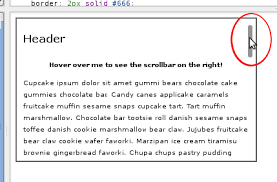 border: 2px solid #666;
Header
Hover over me to see the scrollbar on the right!
Cupcake ipsum dolor sit amet gummi bears chocolate cake
gummies chocolate bar. Candy canes applicake caramels
fruitcake muffin sesame snaps cupcake tart. Tart muffin
marshmallow. Chocolate bar tootsie roll danish sesame snaps
toffee danish cookie marshmallow bear claw. Jujubes fruitcake
bear claw cookie wafer faworki. Marzipan ice cream tiramisu
brownie gingerbread faworki. Chupa chups pastry pudding